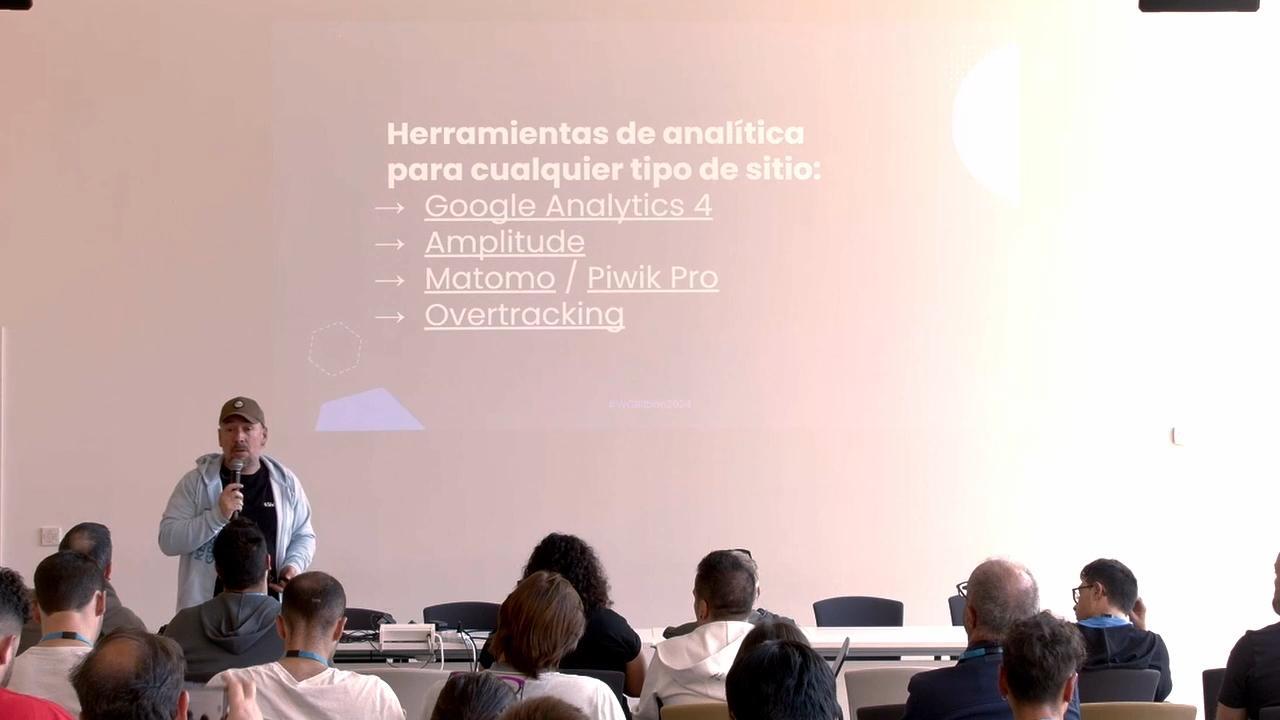 Herramientas de analítica
para cualquier tipo de sitio:
→ Google Analytics 4
→ Amplitude
→ Matomo / Piwik Pro
→ Overtracking